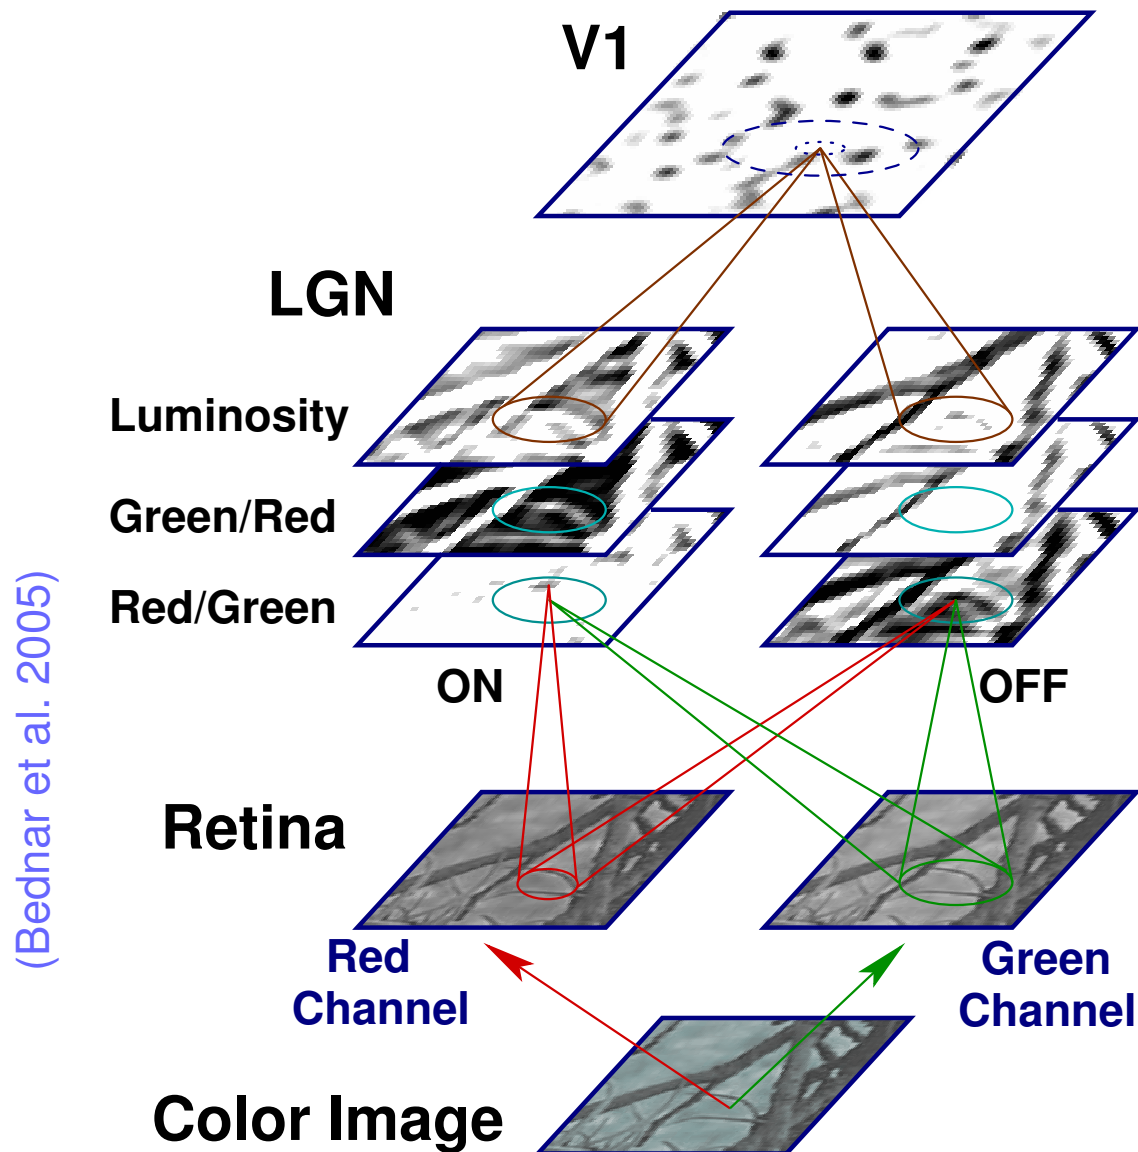 V1
LGN
Luminosity
Green/Red
Red/Green
ON
OFF
Retina
Red
Channel
Green
Channel
Color Image
(Bednar et al. 2005)